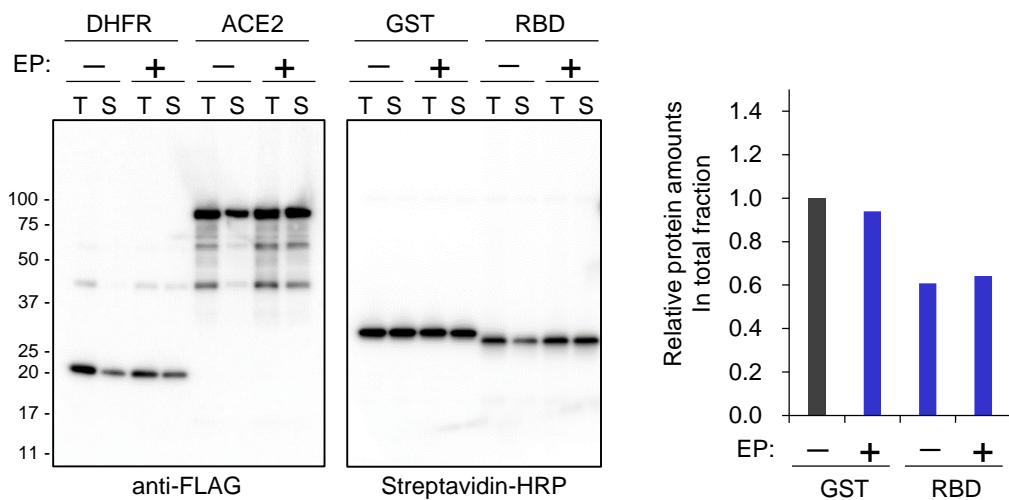 DHFR ACE2 GST RBD
EP: – + – + – + – +
T S T S T S T S T S T S T S T S
100 -
75 -
50 -
37 -
25 -
20 -
17 -
11 -
anti-FLAG Streptavidin-HRP
Relative protein amounts
In total fraction
1.4
1.2
1.0
0.8
0.6
0.4
0.2
0.0
EP: – + – +
GST RBD